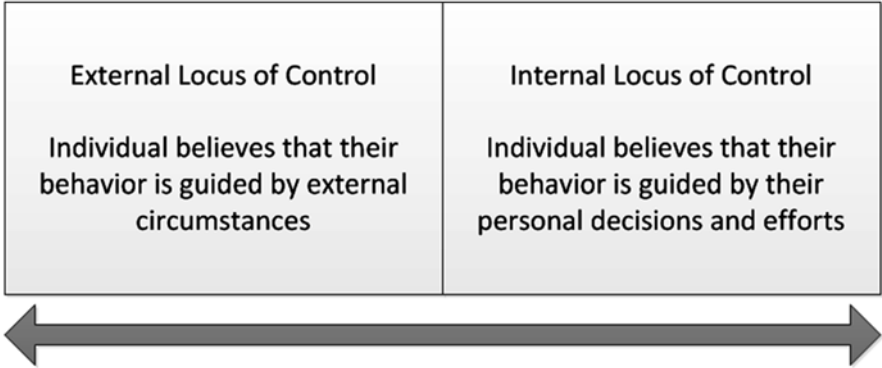 External Locus of Control
Individual believes that their
behavior is guided by external
circumstances
Internal Locus of Control
Individual believes that their
behavior is guided by their
personal decisions and efforts